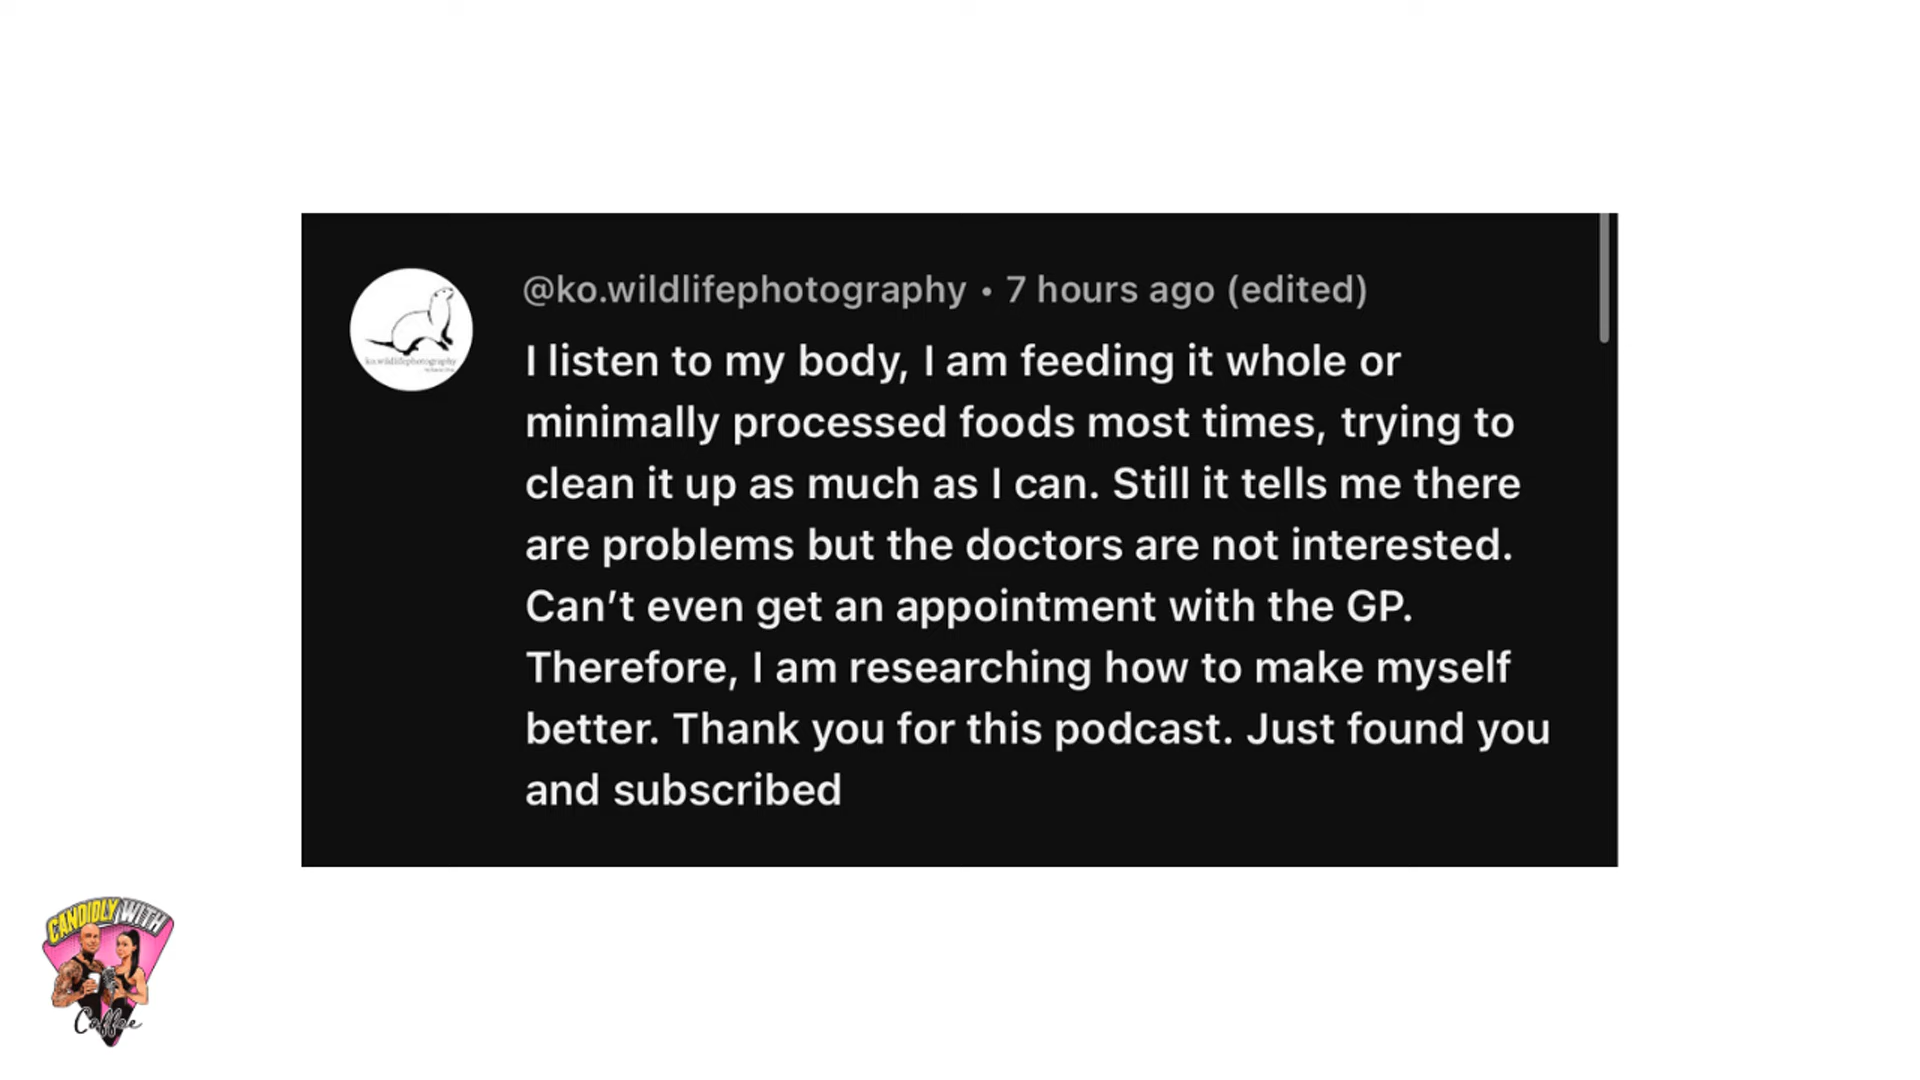 @ko.wildlifephotography • 7 hours ago (edited)
I listen to my body, I am feeding it whole or
minimally processed foods most times, trying to
clean it up as much as I can. Still it tells me there
are problems but the doctors are not interested.
Can’t even get an appointment with the GP.
Therefore, I am researching how to make myself
better. Thank you for this podcast. Just found you
and subscribed
ko.wildlifephotography
CANDIDLY WITH
Coffee